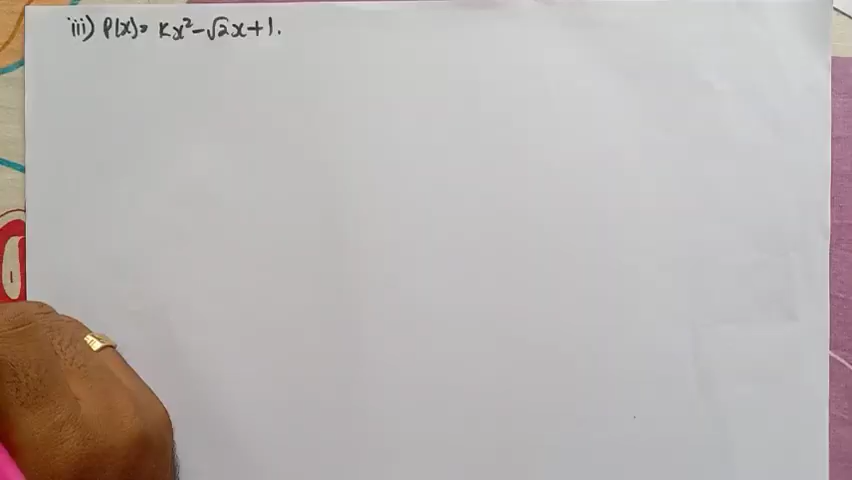 iii) P(x)= Kx²-√2x+1.